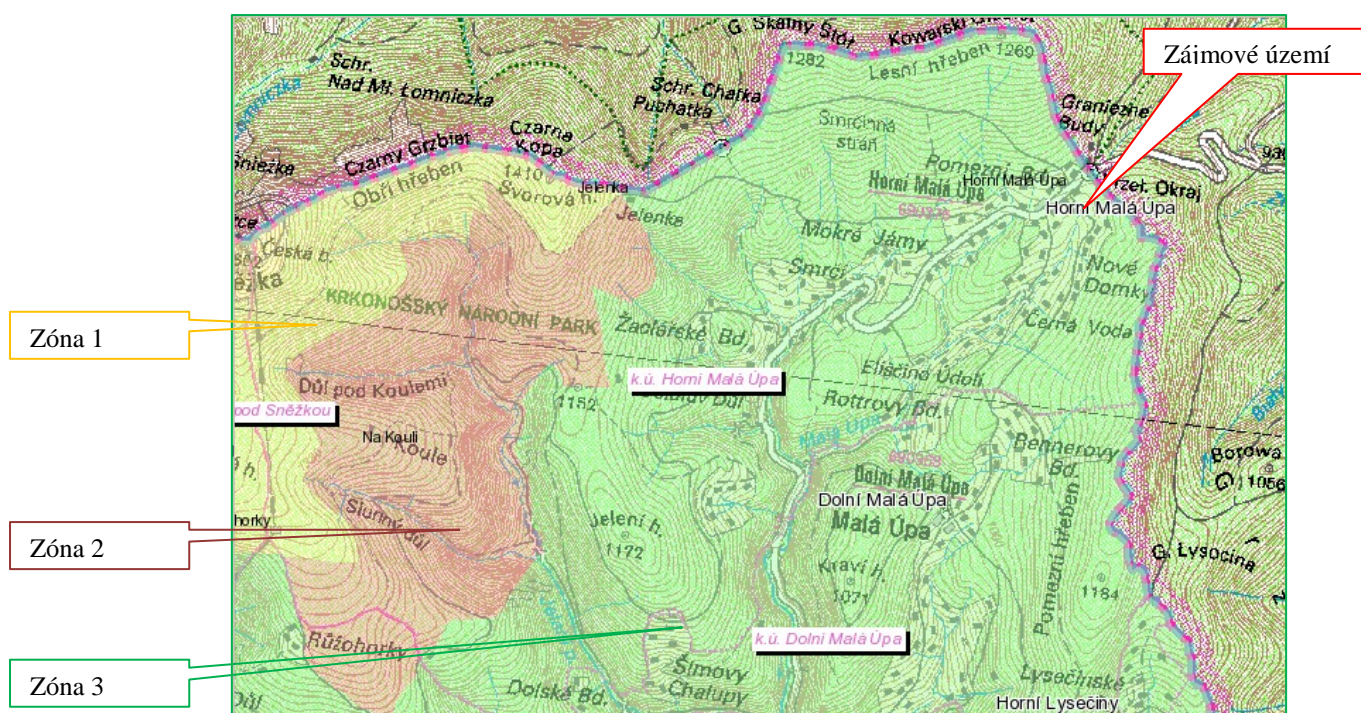 Zájmové území
G. Skalny Stół
Kowarski Grzbiet
1282
Lesní hřeben 1269
Schr.
Nad Mł. Łomniczka
Schr. Chatka
Puchatka
Graniczne
Budy
Smrčinná
stráň
Czarny Grzbiet
Czarna
Kopa
Pomezní Bd.
Horní Malá Úpa
Horní Malá Úpa
Przeł. Okraj
Śnieżka
Obří hřeben
1410
Svorová h.
Jelenka
Jelenka
Horní Malá Úpa
Mokré Jámy
Smrčí
Nové
Domky
Česká b.
Černá Voda
Zóna 1
KRKONOŠSKÝ NÁRODNÍ PARK
Žacléřské Bd.
Eliščino Údolí
Důl pod Koulemi
1152
k.ú. Horní Malá Úpa
Rottrovy Bd.
pod Sněžkou
Na Kouli
Koule
Malá Úpa
Bennerovy
Bd.
Borowa
1056
Dolní Malá Úpa
Dolní Malá Úpa
Malá Úpa
Zóna 2
horky
Slunný důl
Jelení h.
1172
G. Łysocina
Kraví h.
1071
Pomezní hřeben
1184
Růžohorky
k.ú. Dolní Malá Úpa
Zóna 3
Šímovy
Chalupy
Dolské Bd.
Lysečinské
Horní Lysečiny